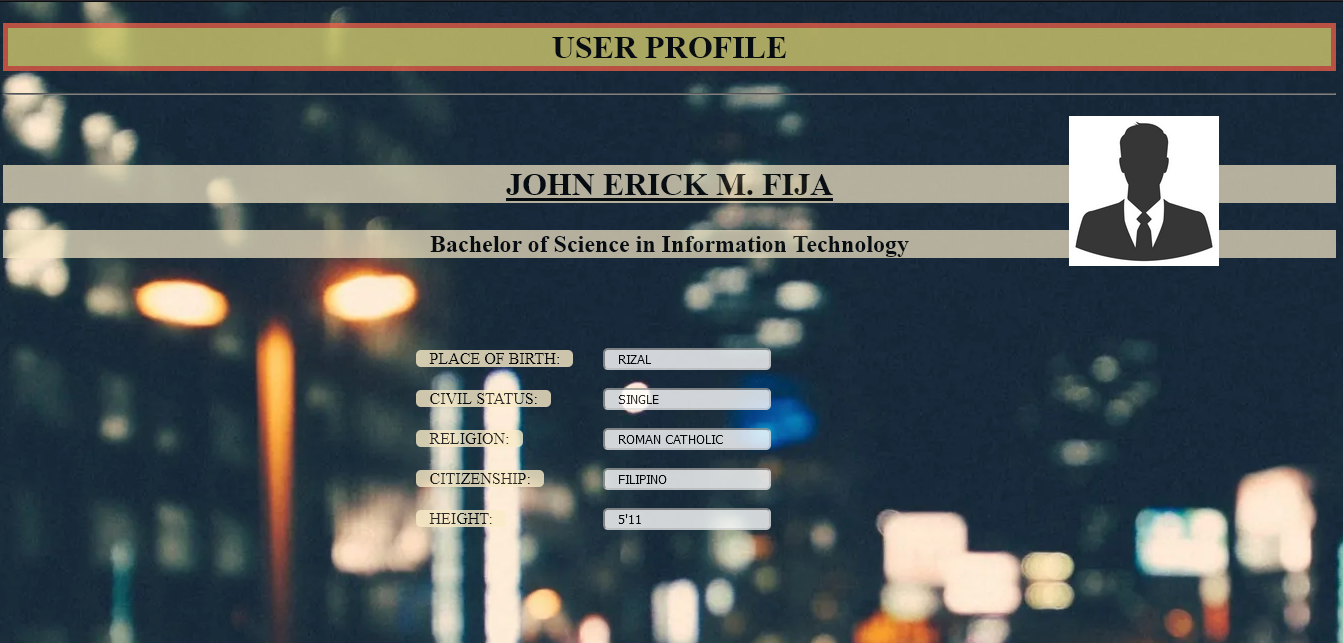 USER PROFILE
JOHN ERICK M. FIJA
Bachelor of Science in Information Technology
PLACE OF BIRTH: RIZAL
CIVIL STATUS: SINGLE
RELIGION: ROMAN CATHOLIC
CITIZENSHIP: FILIPINO
HEIGHT: 5'11